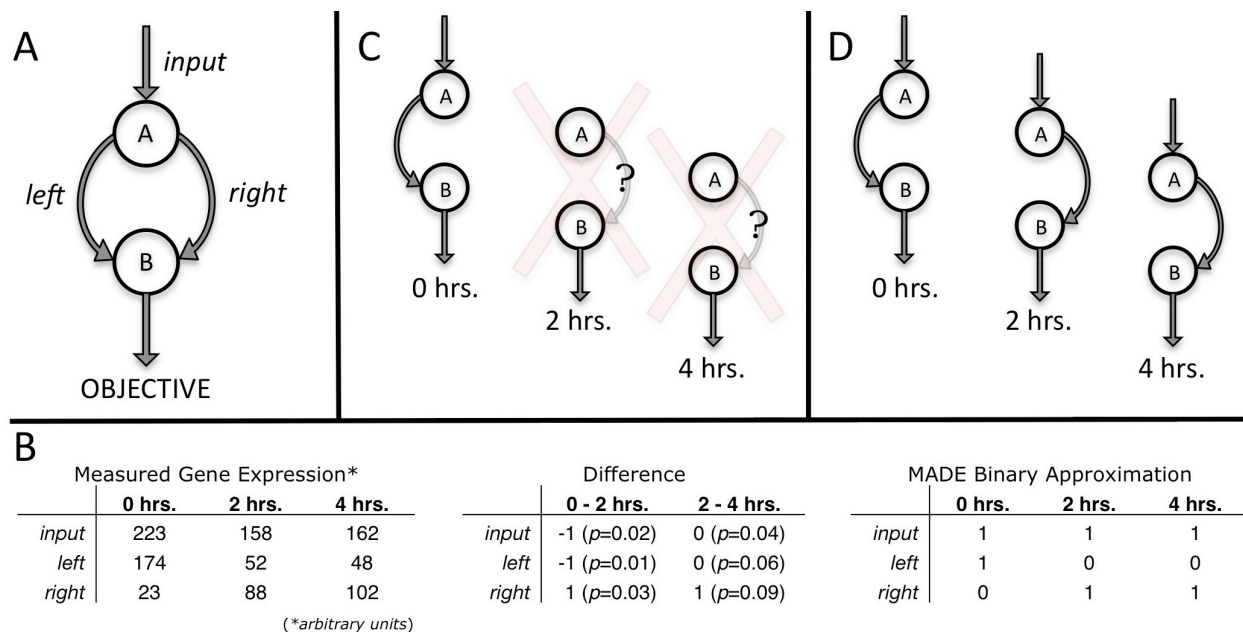 A
input
A
left
right
B
OBJECTIVE
C
A
B
0 hrs.
A
?
B
2 hrs.
A
?
B
4 hrs.
D
A
B
0 hrs.
A
B
2 hrs.
A
B
4 hrs.
B
Measured Gene Expression*
0 hrs. 2 hrs. 4 hrs.
input 223 158 162
left 174 52 48
right 23 88 102
(*arbitrary units)
Difference
0 - 2 hrs. 2 - 4 hrs.
input -1 (p=0.02) 0 (p=0.04)
left -1 (p=0.01) 0 (p=0.06)
right 1 (p=0.03) 1 (p=0.09)
MADE Binary Approximation
0 hrs. 2 hrs. 4 hrs.
input 1 1 1
left 1 0 0
right 0 1 1